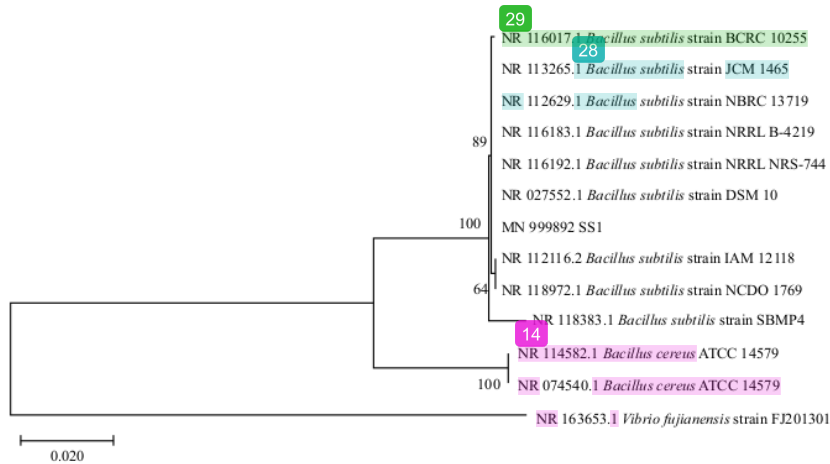 29
NR 116017.1 Bacillus subtilis strain BCRC 10255
28
NR 113265.1 Bacillus subtilis strain JCM 1465
NR 112629.1 Bacillus subtilis strain NBRC 13719
NR 116183.1 Bacillus subtilis strain NRRL B-4219
89
NR 116192.1 Bacillus subtilis strain NRRL NRS-744
NR 027552.1 Bacillus subtilis strain DSM 10
100
MN 999892 SS1
NR 112116.2 Bacillus subtilis strain IAM 12118
64
NR 118972.1 Bacillus subtilis strain NCDO 1769
NR 118383.1 Bacillus subtilis strain SBMP4
14
NR 114582.1 Bacillus cereus ATCC 14579
100
NR 074540.1 Bacillus cereus ATCC 14579
NR 163653.1 Vibrio fujianensis strain FJ201301
0.020